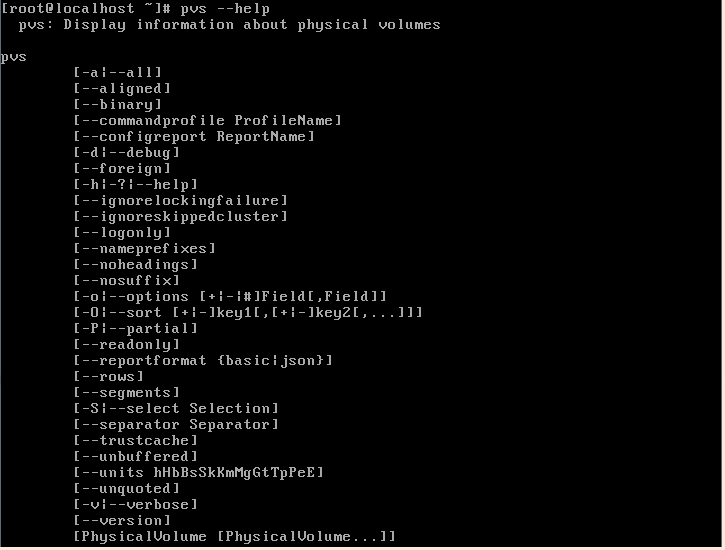 [root@localhost ~]# pvs --help
  pvs: Display information about physical volumes

pvs
        [-a|--all]
        [--aligned]
        [--binary]
        [--commandprofile ProfileName]
        [--configreport ReportName]
        [-d|--debug]
        [--foreign]
        [-h|-?|--help]
        [--ignorelockingfailure]
        [--ignoreskippedcluster]
        [--logonly]
        [--nameprefixes]
        [--noheadings]
        [--nosuffix]
        [-o|--options [+|-|#]Field[,Field]]
        [-O|--sort [+|-]key1[,[+|-]key2[,...]]]
        [-P|--partial]
        [--readonly]
        [--reportformat {basic|json}]
        [--rows]
        [--segments]
        [-S|--select Selection]
        [--separator Separator]
        [--trustcache]
        [--unbuffered]
        [--units hHbBsSkKmMgGtTpPeE]
        [--unquoted]
        [-v|--verbose]
        [--version]
        [PhysicalVolume [PhysicalVolume...]]